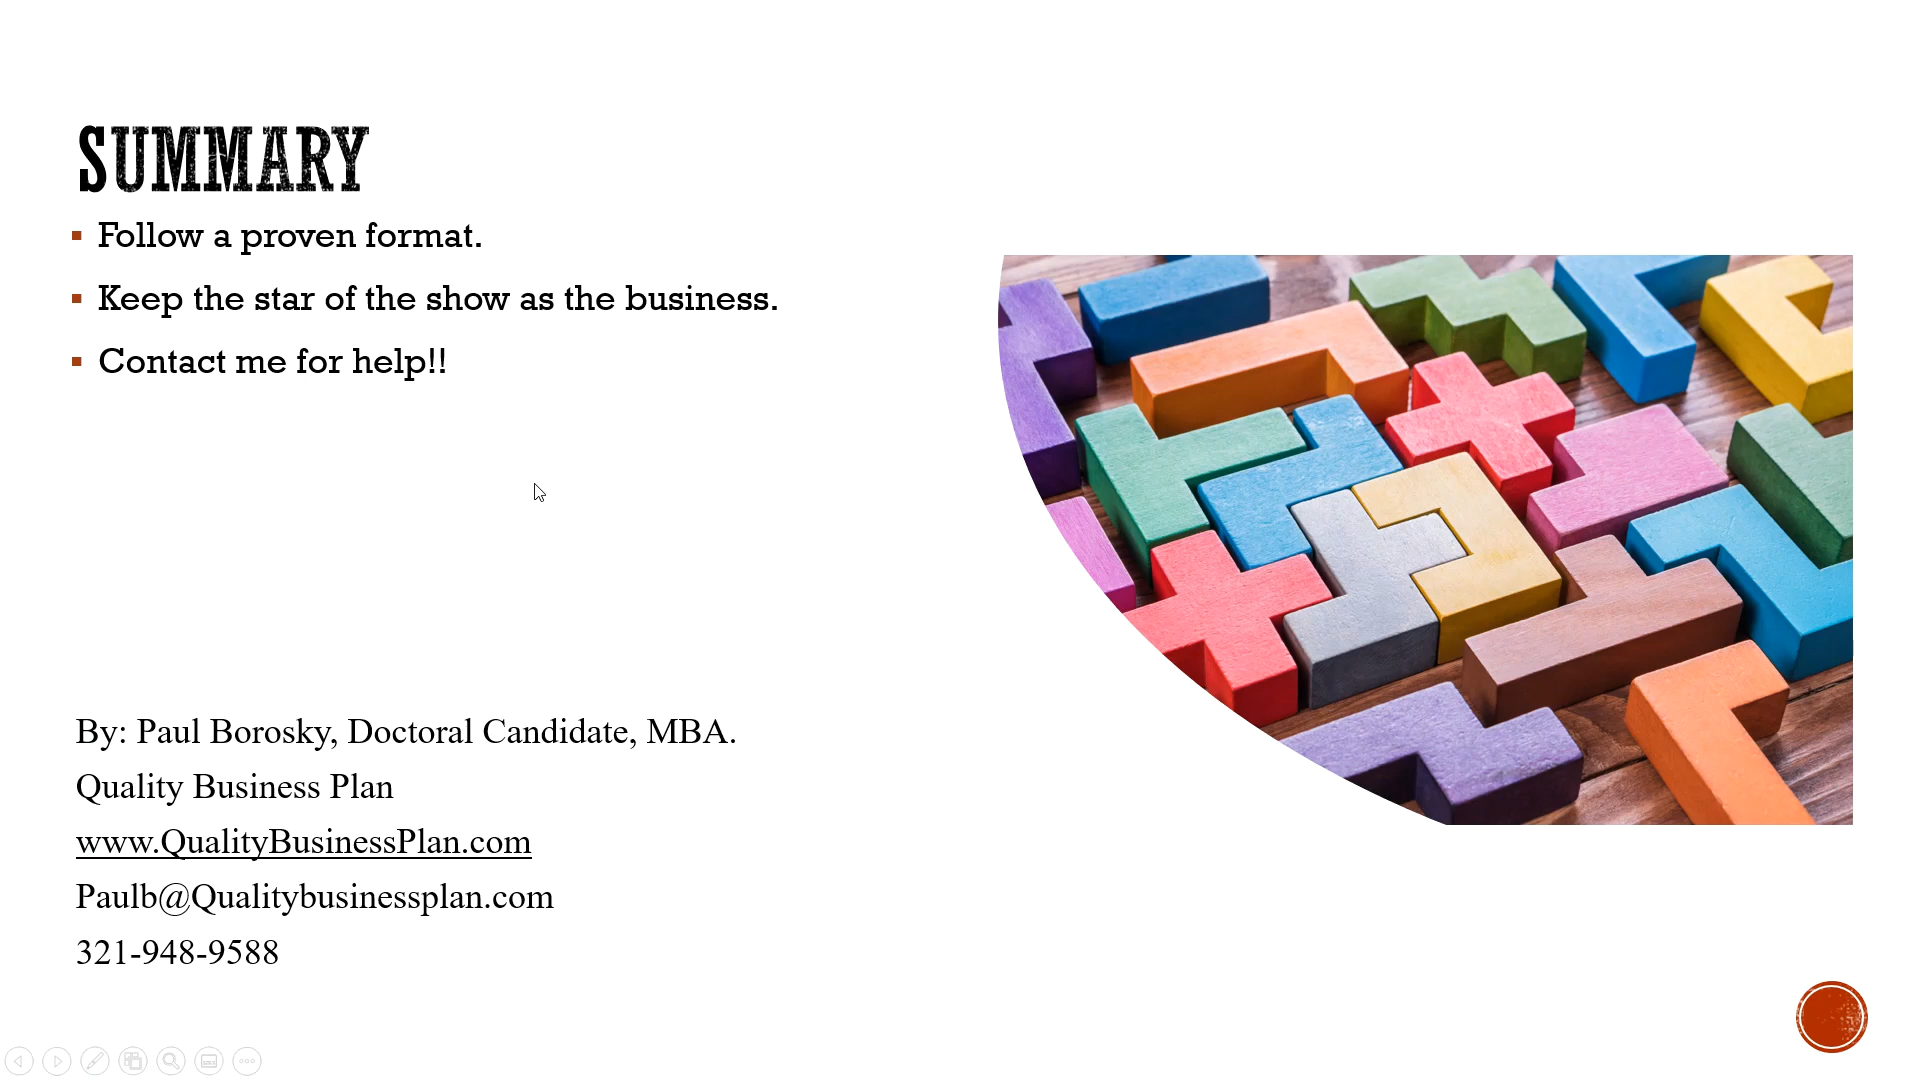 SUMMARY
Follow a proven format.
Keep the star of the show as the business.
Contact me for help!!
By: Paul Borosky, Doctoral Candidate, MBA.
Quality Business Plan
www.QualityBusinessPlan.com
Paulb@Qualitybusinessplan.com
321-948-9588